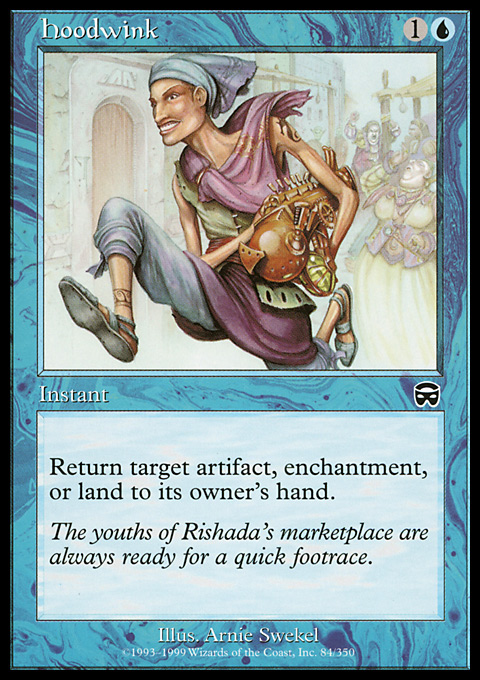 Hoodwink 1
Instant
Return target artifact, enchantment,
or land to its owner's hand.
The youths of Rishada's marketplace are
always ready for a quick footrace.
Illus. Arnie Swekel
©1993-1999 Wizards of the Coast, Inc. 84/350